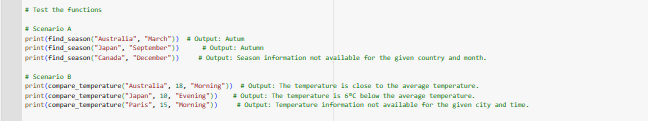 # Test the functions
# Scenario A
print(find_season("Australia", "March")) # Output: Autum
print(find_season("Japan", "September")) # Output: Autumn
print(find_season("Canada", "December")) # Output: Season information not available for the given country and month.
# Scenario B
print(compare_temperature("Australia", 18, "Morning")) # Output: The temperature is close to the average temperature.
print(compare_temperature("Japan", 10, "Evening")) # Output: The temperature is 6ºC below the average temperature.
print(compare_temperature("Paris", 15, "Morning")) # Output: Temperature information not available for the given city and time.